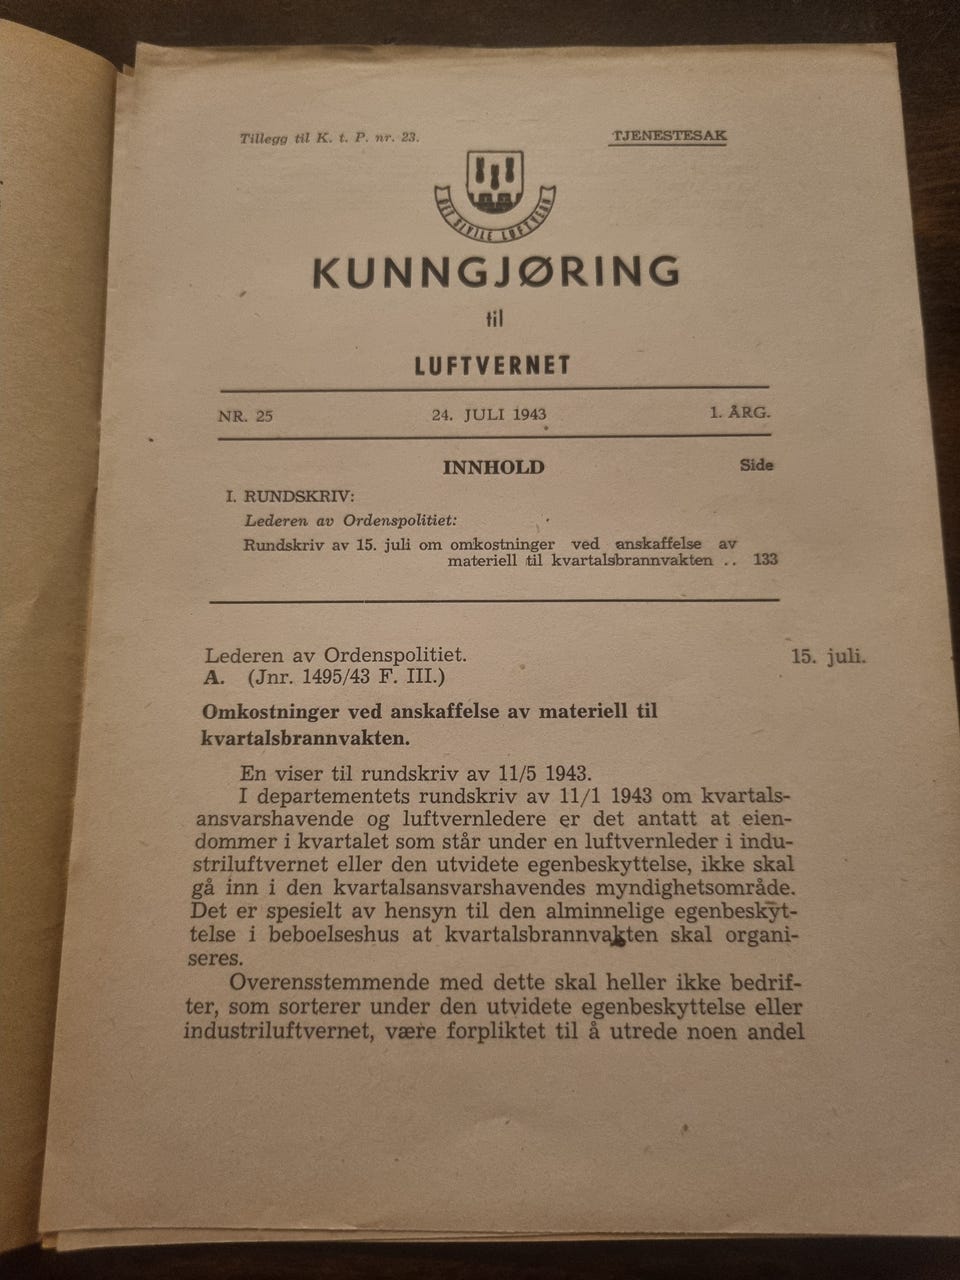 Tillegg til K. t. P. nr. 23.
TJENESTESAK
DET SIVILE LUFTVERN
KUNNGJØRING
til
LUFTVERNET
NR. 25 24. JULI 1943 1. ÅRG.
INNHOLD Side
I. RUNDSKRIV:
Lederen av Ordenspolitiet:
Rundskriv av 15. juli om omkostninger ved anskaffelse av
materiell til kvartalsbrannvakten .. 133
Lederen av Ordenspolitiet. 15. juli.
A. (Jnr. 1495/43 F. III.)
Omkostninger ved anskaffelse av materiell til
kvartalsbrannvakten.
En viser til rundskriv av 11/5 1943.
I departementets rundskriv av 11/1 1943 om kvartals-
ansvarshavende og luftvernledere er det antatt at eien-
dommer i kvartalet som står under en luftvernleder i indu-
striluftvernet eller den utvidete egenbeskyttelse, ikke skal
gå inn i den kvartalsansvarshavendes myndighetsområde.
Det er spesielt av hensyn til den alminnelige egenbeskyt-
telse i beboelseshus at kvartalsbrannvakten skal organi-
seres.
Overensstemmende med dette skal heller ikke bedrif-
ter, som sorterer under den utvidete egenbeskyttelse eller
industriluftvernet, være forpliktet til å utrede noen andel